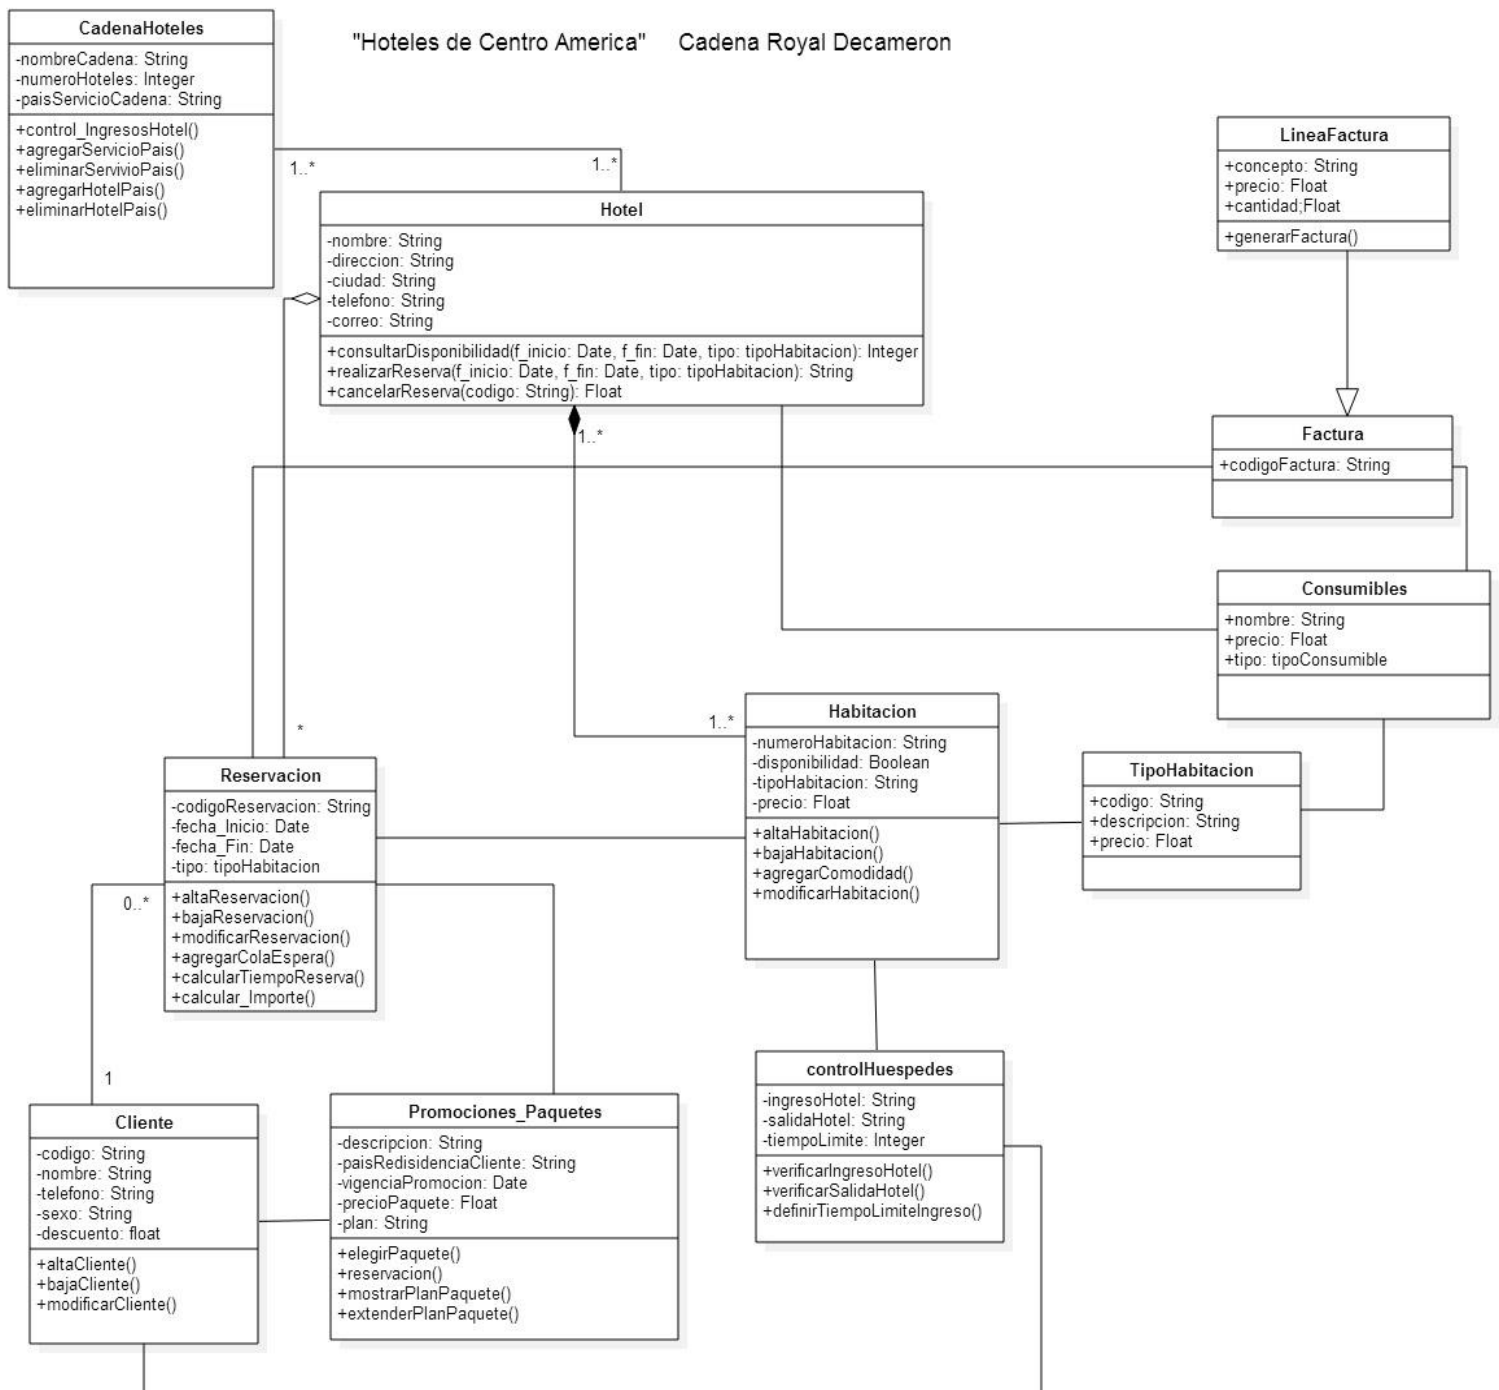 "Hoteles de Centro America" Cadena Royal Decameron
CadenaHoteles
-nombreCadena: String
-numeroHoteles: Integer
-paisServicioCadena: String
+control_IngresosHotel()
+agregarServicioPais()
+eliminarServivioPais()
+agregarHotelPais()
+eliminarHotelPais()
1..*
1..*
Hotel
-nombre: String
-direccion: String
-ciudad: String
-telefono: String
-correo: String
+consultarDisponibilidad(f_inicio: Date, f_fin: Date, tipo: tipoHabitacion): Integer
+realizarReserva(f_inicio: Date, f_fin: Date, tipo: tipoHabitacion): String
+cancelarReserva(codigo: String): Float
1..*
LineaFactura
+concepto: String
+precio: Float
+cantidad;Float
+generarFactura()
Factura
+codigoFactura: String
Consumibles
+nombre: String
+precio: Float
+tipo: tipoConsumible
*
1..*
Reservacion
-codigoReservacion: String
-fecha_Inicio: Date
-fecha_Fin: Date
-tipo: tipoHabitacion
+altaReservacion()
+bajaReservacion()
+modificarReservacion()
+agregarColaEspera()
+calcularTiempoReserva()
+calcular_Importe()
Habitacion
-numeroHabitacion: String
-disponibilidad: Boolean
-tipoHabitacion: String
-precio: Float
+altaHabitacion()
+bajaHabitacion()
+agregarComodidad()
+modificarHabitacion()
TipoHabitacion
+codigo: String
+descripcion: String
+precio: Float
0..*
1
Cliente
-codigo: String
-nombre: String
-telefono: String
-sexo: String
-descuento: float
+altaCliente()
+bajaCliente()
+modificarCliente()
Promociones_Paquetes
-descripcion: String
-paisRedisidenciaCliente: String
-vigenciaPromocion: Date
-precioPaquete: Float
-plan: String
+elegirPaquete()
+reservacion()
+mostrarPlanPaquete()
+extenderPlanPaquete()
controlHuespedes
-ingresoHotel: String
-salidaHotel: String
-tiempoLimite: Integer
+verificarIngresoHotel()
+verificarSalidaHotel()
+definirTiempoLimiteIngreso()